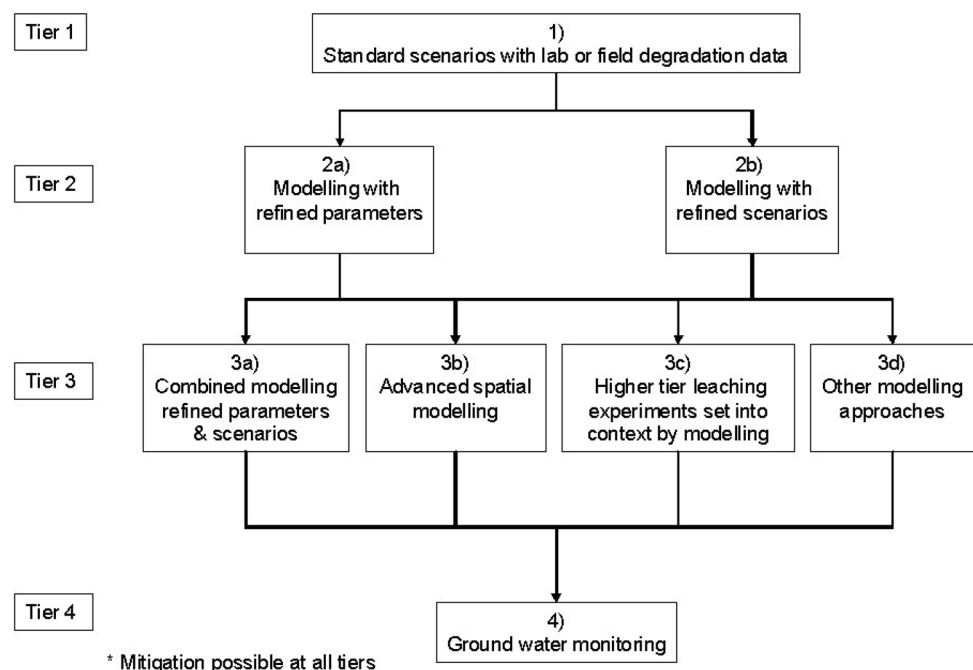 Tier 1
1)
Standard scenarios with lab or field degradation data
Tier 2
2a)
Modelling with
refined parameters
2b)
Modelling with
refined scenarios
Tier 3
3a)
Combined modelling
refined parameters
& scenarios
3b)
Advanced spatial
modelling
3c)
Higher tier leaching
experiments set into
context by modelling
3d)
Other modelling
approaches
Tier 4
4)
Ground water monitoring
* Mitigation possible at all tiers